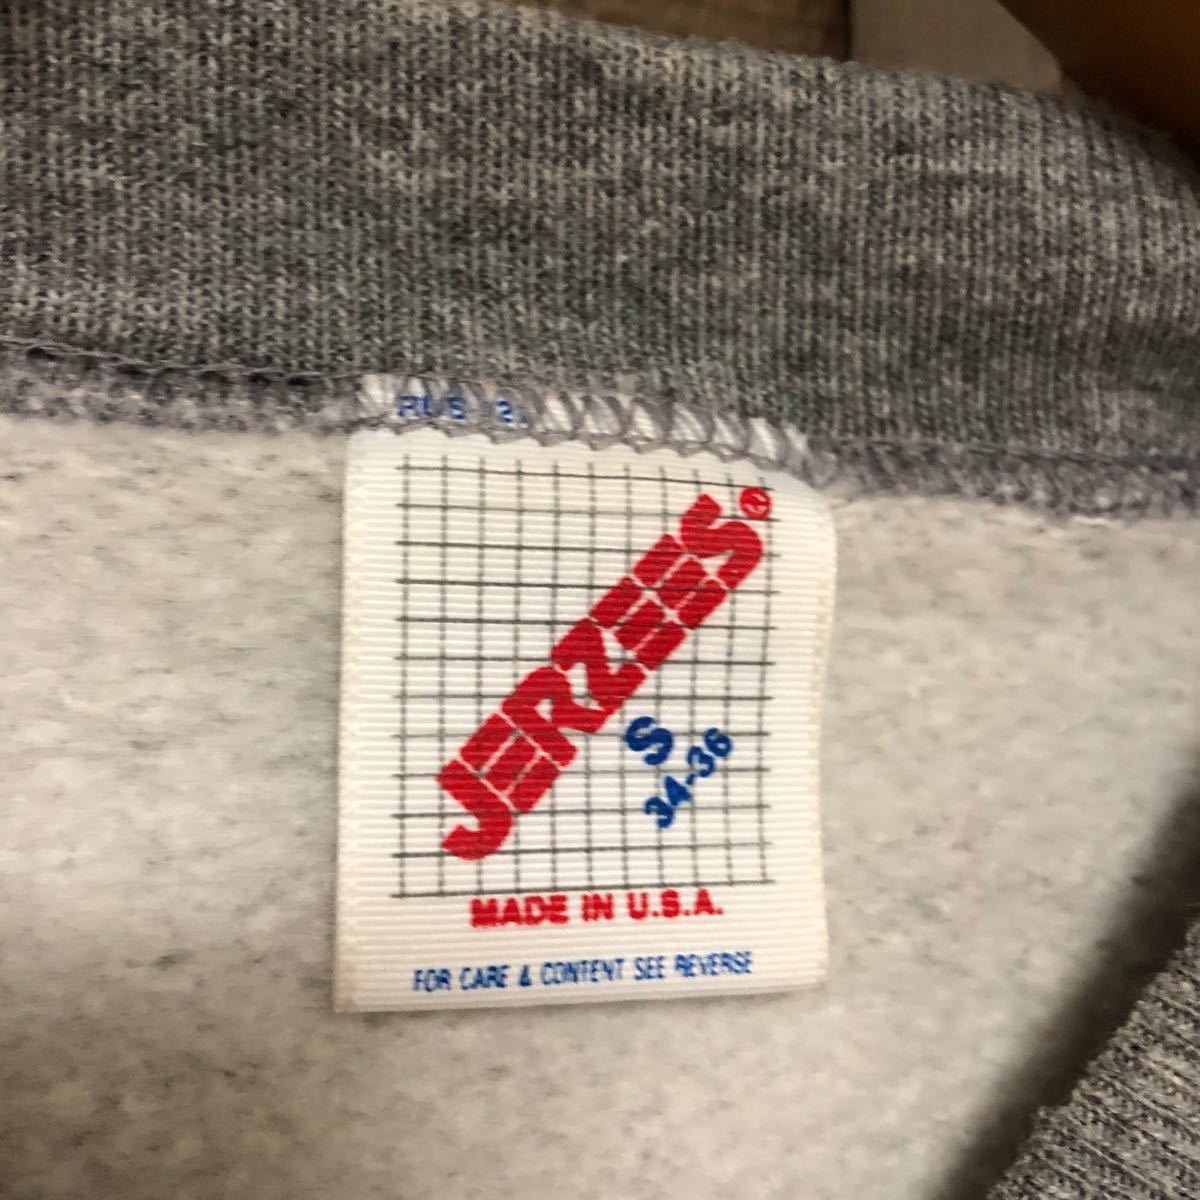 JERZEES®
S
34-36
MADE IN U.S.A.
FOR CARE & CONTENT SEE REVERSE